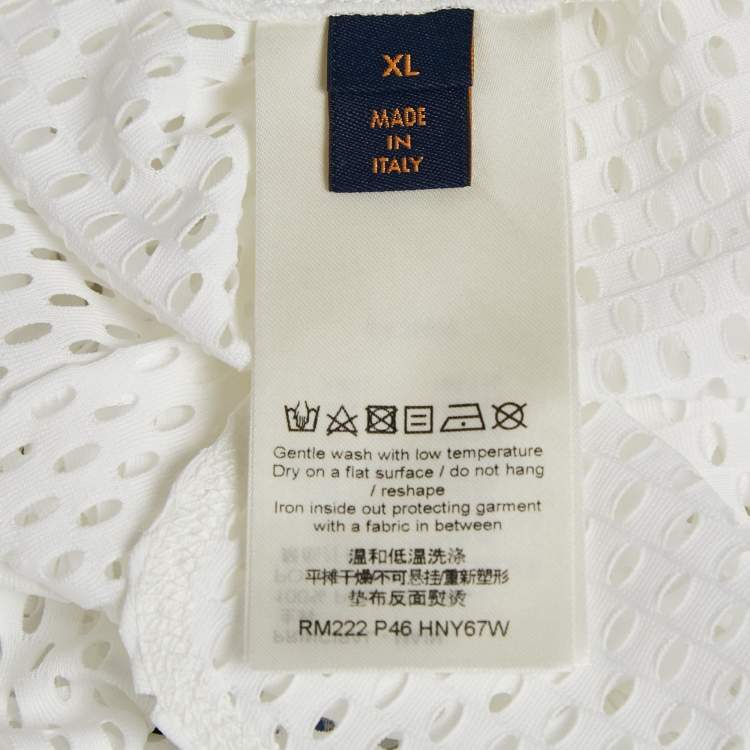 XL
MADE
IN
ITALY
Gentle wash with low temperature
Dry on a flat surface / do not hang
/ reshape
Iron inside out protecting garment
with a fabric in between
温和低温洗涤
平摊干燥/不可悬挂/重新塑形
垫布反面熨烫
RM222 P46 HNY67W